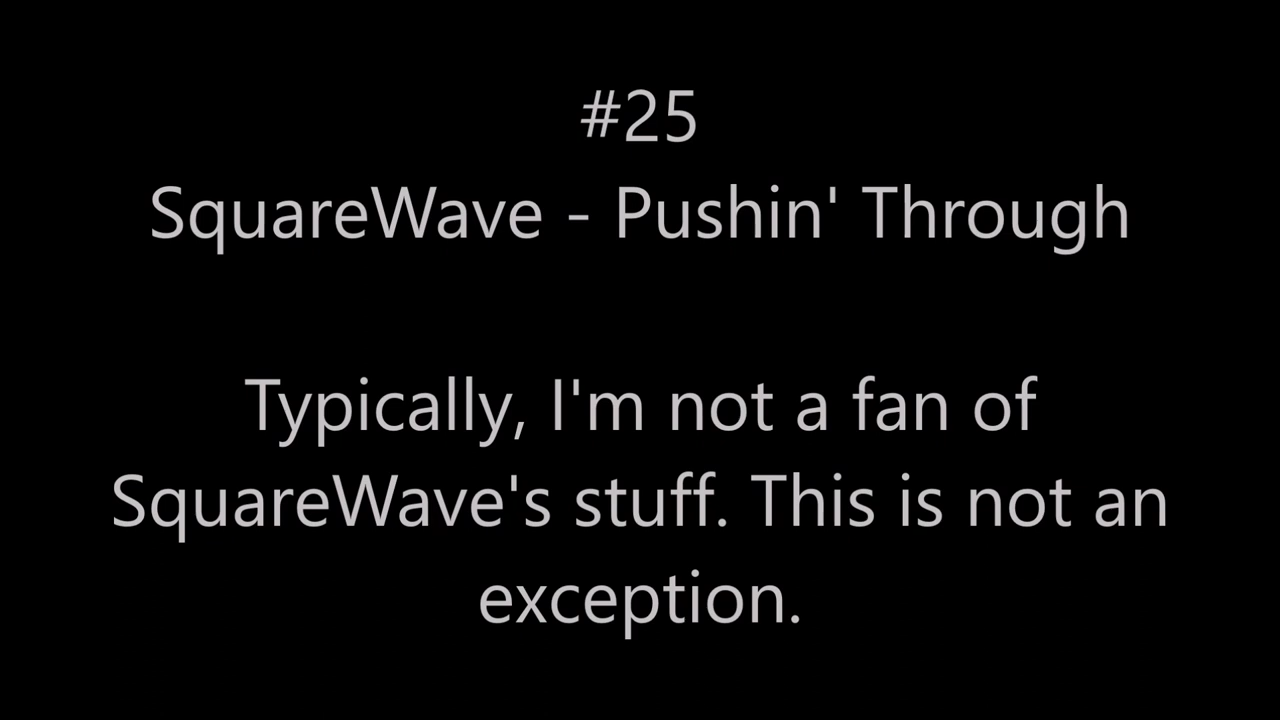 #25
SquareWave - Pushin' Through
Typically, I'm not a fan of
SquareWave's stuff. This is not an
exception.